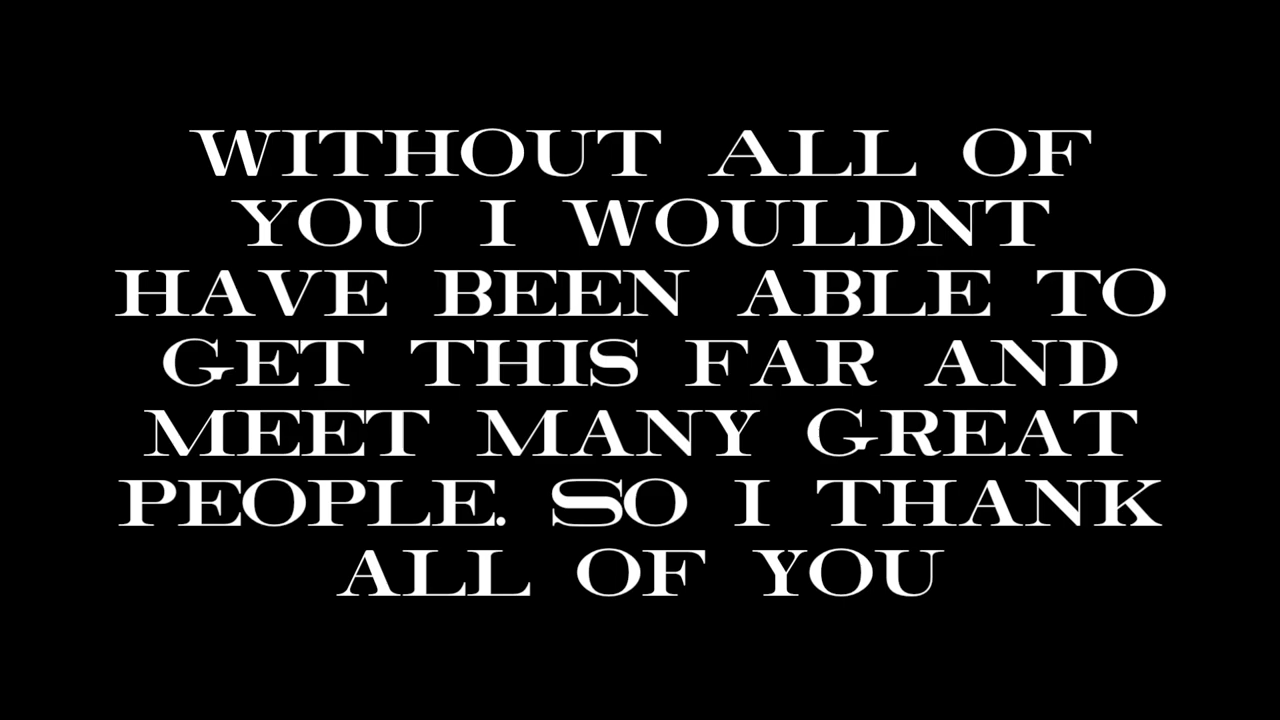 WITHOUT ALL OF
YOU I WOULDNT
HAVE BEEN ABLE TO
GET THIS FAR AND
MEET MANY GREAT
PEOPLE. SO I THANK
ALL OF YOU